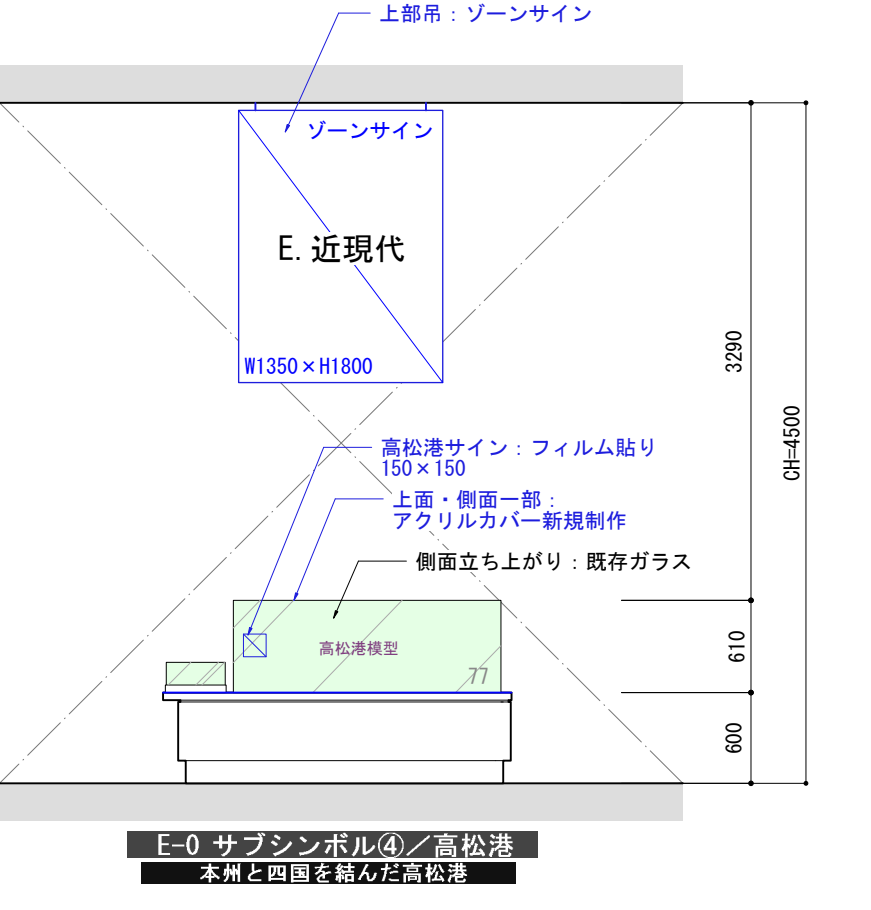 上部吊：ゾーンサイン
ゾーンサイン
E. 近現代
W1350×H1800
3290
CH=4500
高松港サイン：フィルム貼り
150×150
上面・側面一部：
アクリルカバー新規制作
側面立ち上がり：既存ガラス
高松港模型
77
610
600
E-0 サブシンボル④／高松港
本州と四国を結んだ高松港